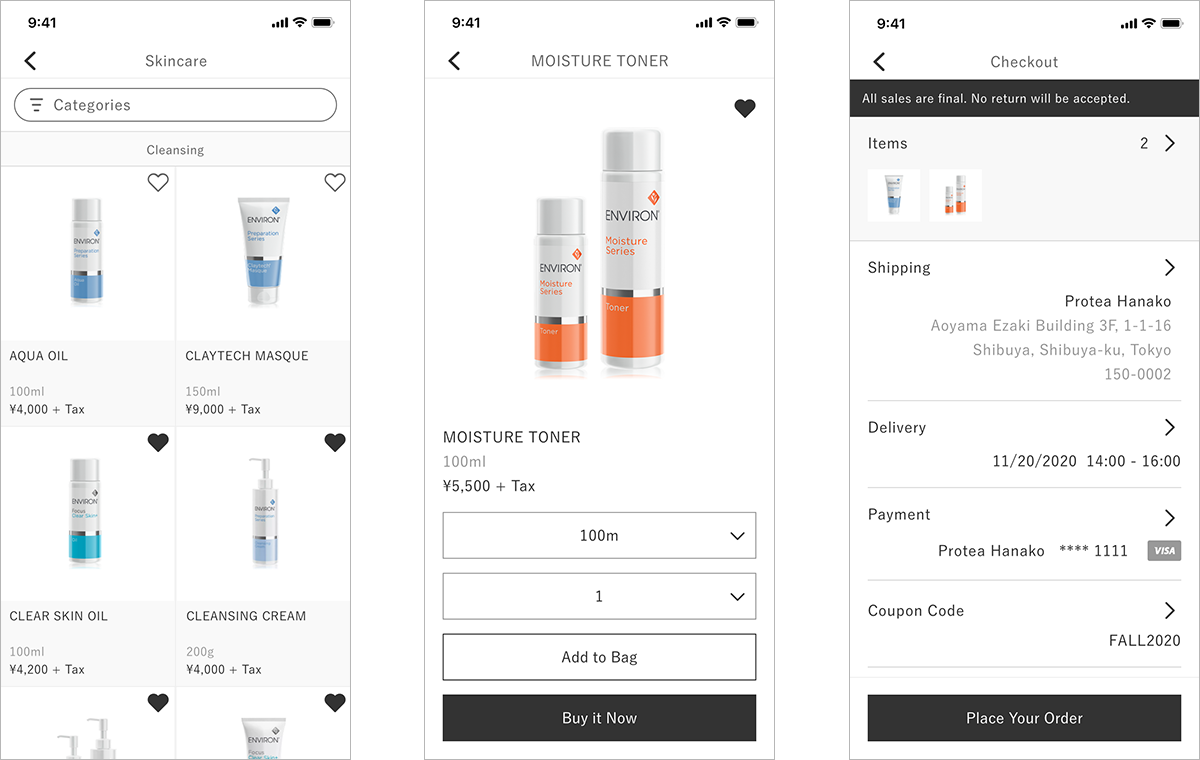 9:41
Skincare
Categories
Cleansing
ENVIRON
Preparation
Series
ENVIRON
Preparation
Series
Claytech
Masque
AQUA OIL
100ml
¥4,000 + Tax
CLAYTECH MASQUE
150ml
¥9,000 + Tax
ENVIRON
Focus
Clear Skin+
ENVIRON
Preparation
Series
CLEAR SKIN OIL
100ml
¥4,200 + Tax
CLEANSING CREAM
200g
¥4,000 + Tax
ENVIRON
Focus
Clear Skin+
9:41
MOISTURE TONER
ENVIRON
Moisture
Series
Toner
ENVIRON
Moisture
Series
Toner
MOISTURE TONER
100ml
¥5,500 + Tax
100m
1
Add to Bag
Buy it Now
9:41
Checkout
All sales are final. No return will be accepted.
Items 2
Shipping
Protea Hanako
Aoyama Ezaki Building 3F, 1-1-16
Shibuya, Shibuya-ku, Tokyo
150-0002
Delivery
11/20/2020 14:00 - 16:00
Payment
Protea Hanako **** 1111 VISA
Coupon Code
FALL2020
Place Your Order